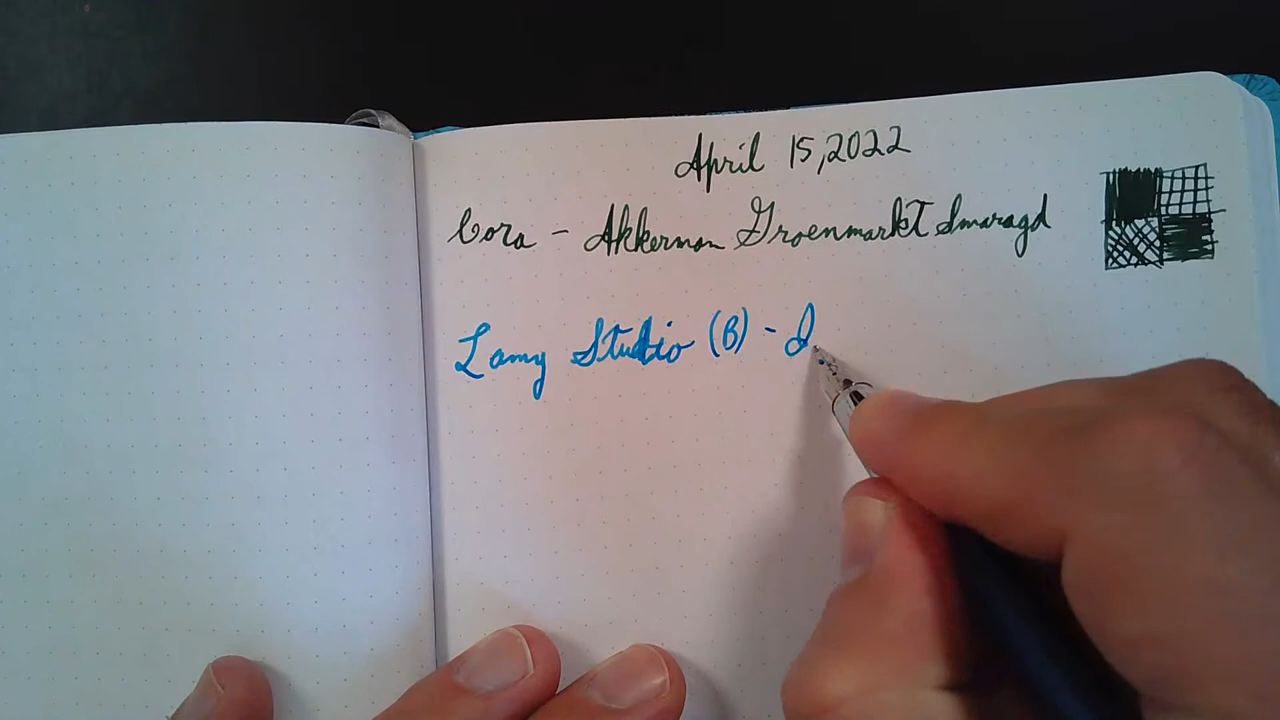 April 15, 2022
Cora - Akkerman Groenmarkt Smaragd
Lamy Studio (B) -